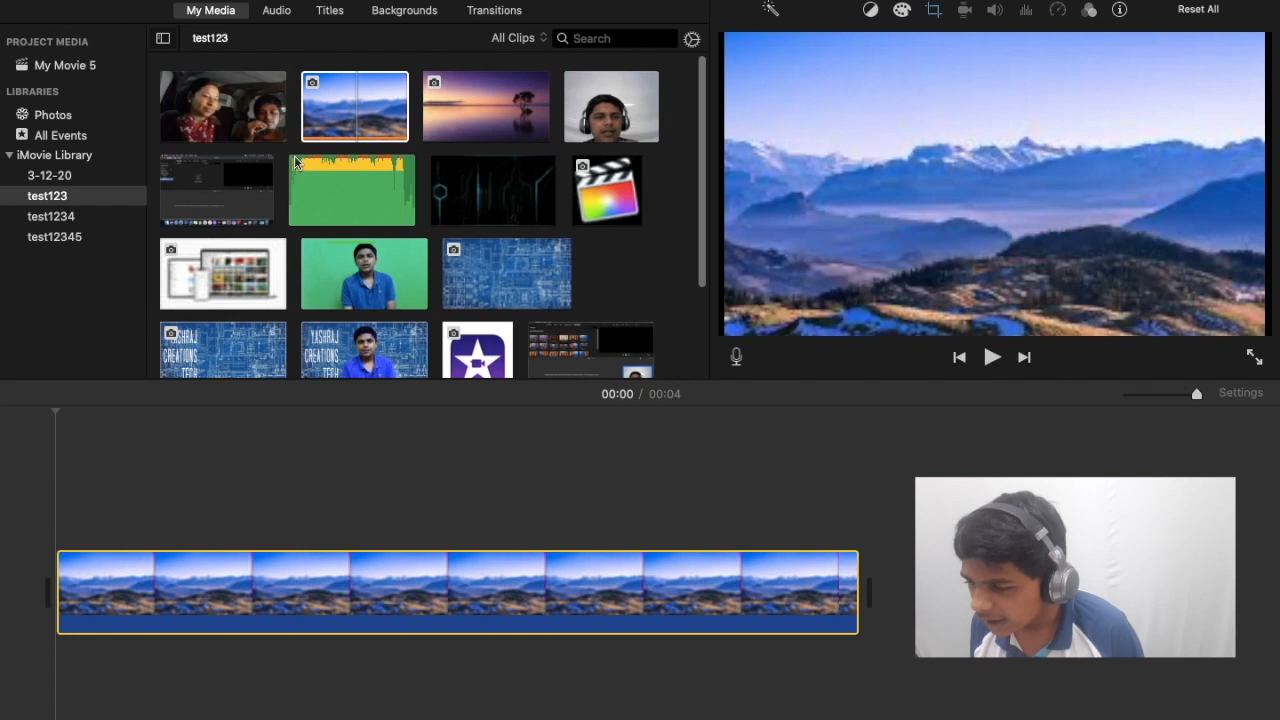 My Media Audio Titles Backgrounds Transitions
Reset All
PROJECT MEDIA
test123
All Clips
Search
My Movie 5
LIBRARIES
Photos
All Events
iMovie Library
3-12-20
test123
test1234
test12345
YASHRAJ
CREATIONS
TECH
YASHRAJ
CREATIONS
TECH
00:00 / 00:04
Settings